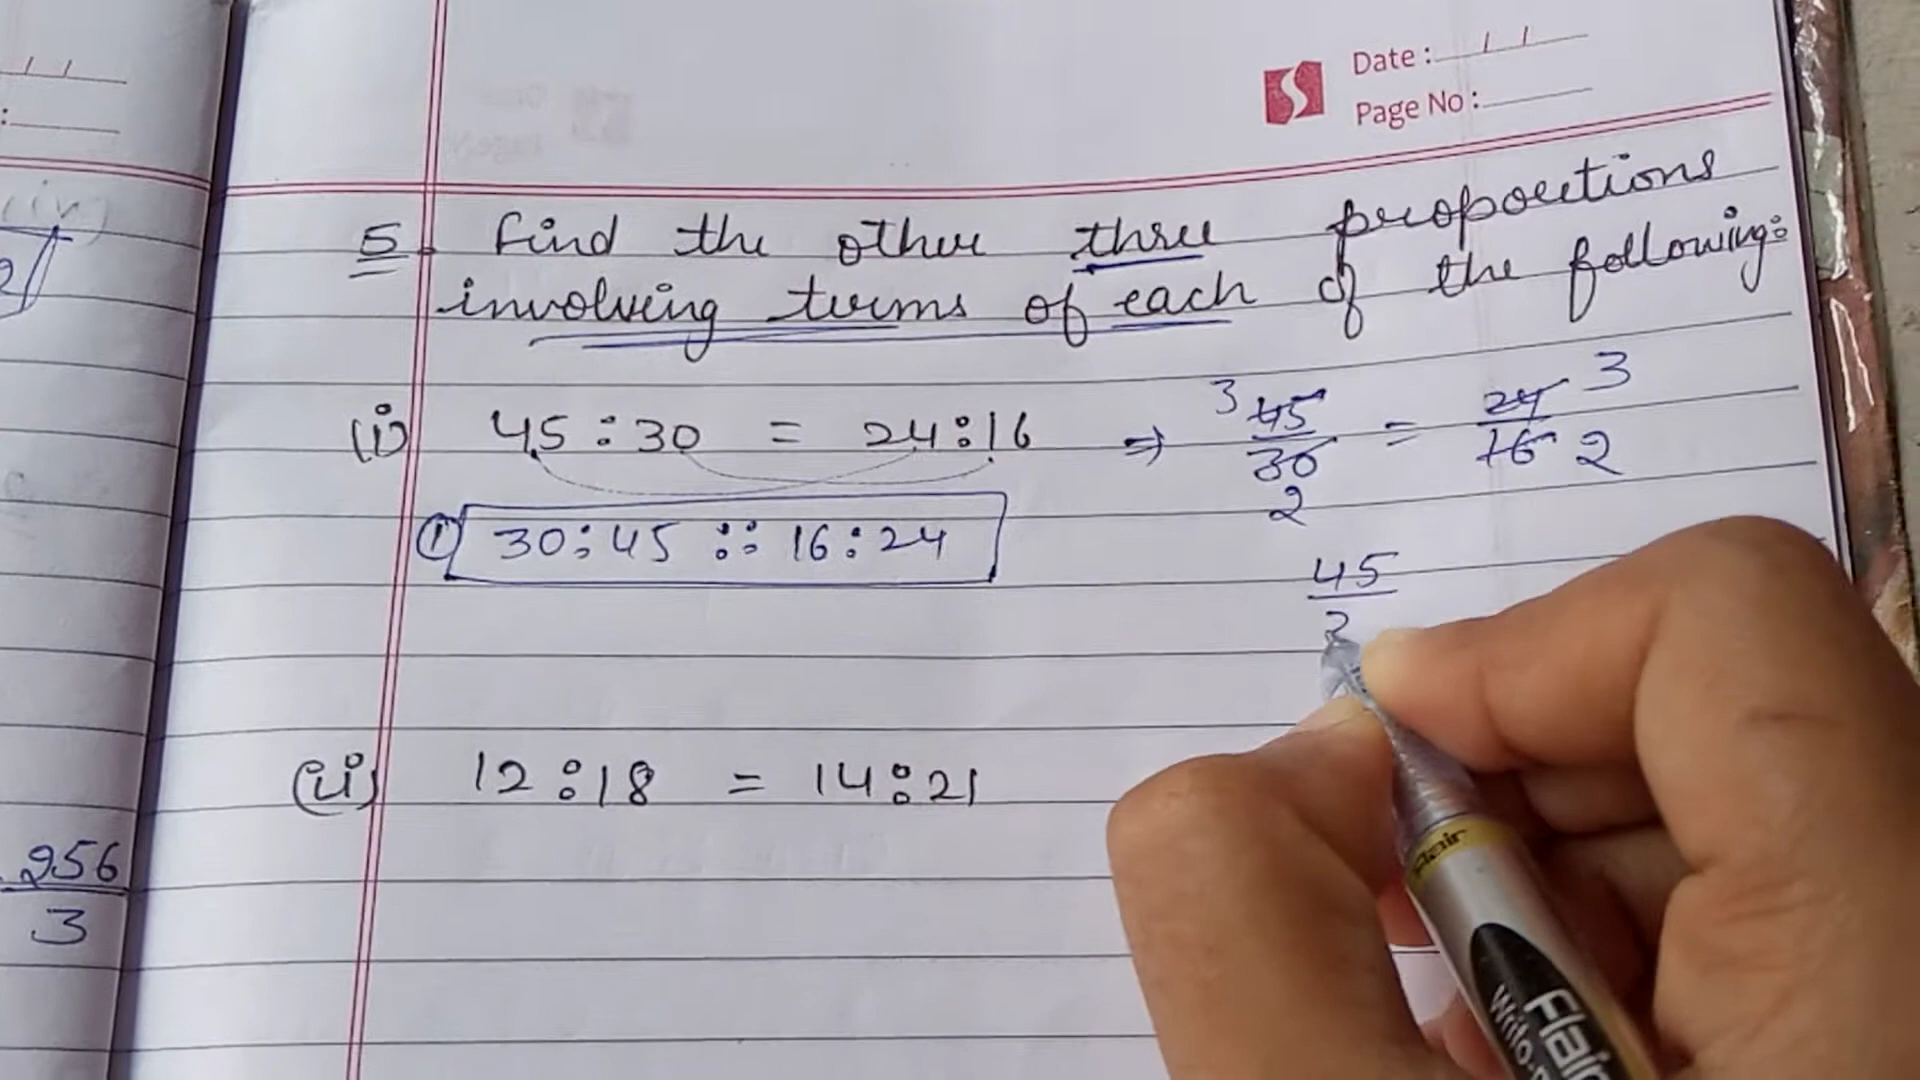 Date :
Page No :
5. Find the other three proportions
involving terms of each of the following:
(i) 45 : 30 = 24 : 16 ⇒ 3 45/30 2 = 24/16 3 2
① 30 : 45 :: 16 : 24
45
(ii) 12 : 18 = 14 : 21
256
3
Flair
Flair